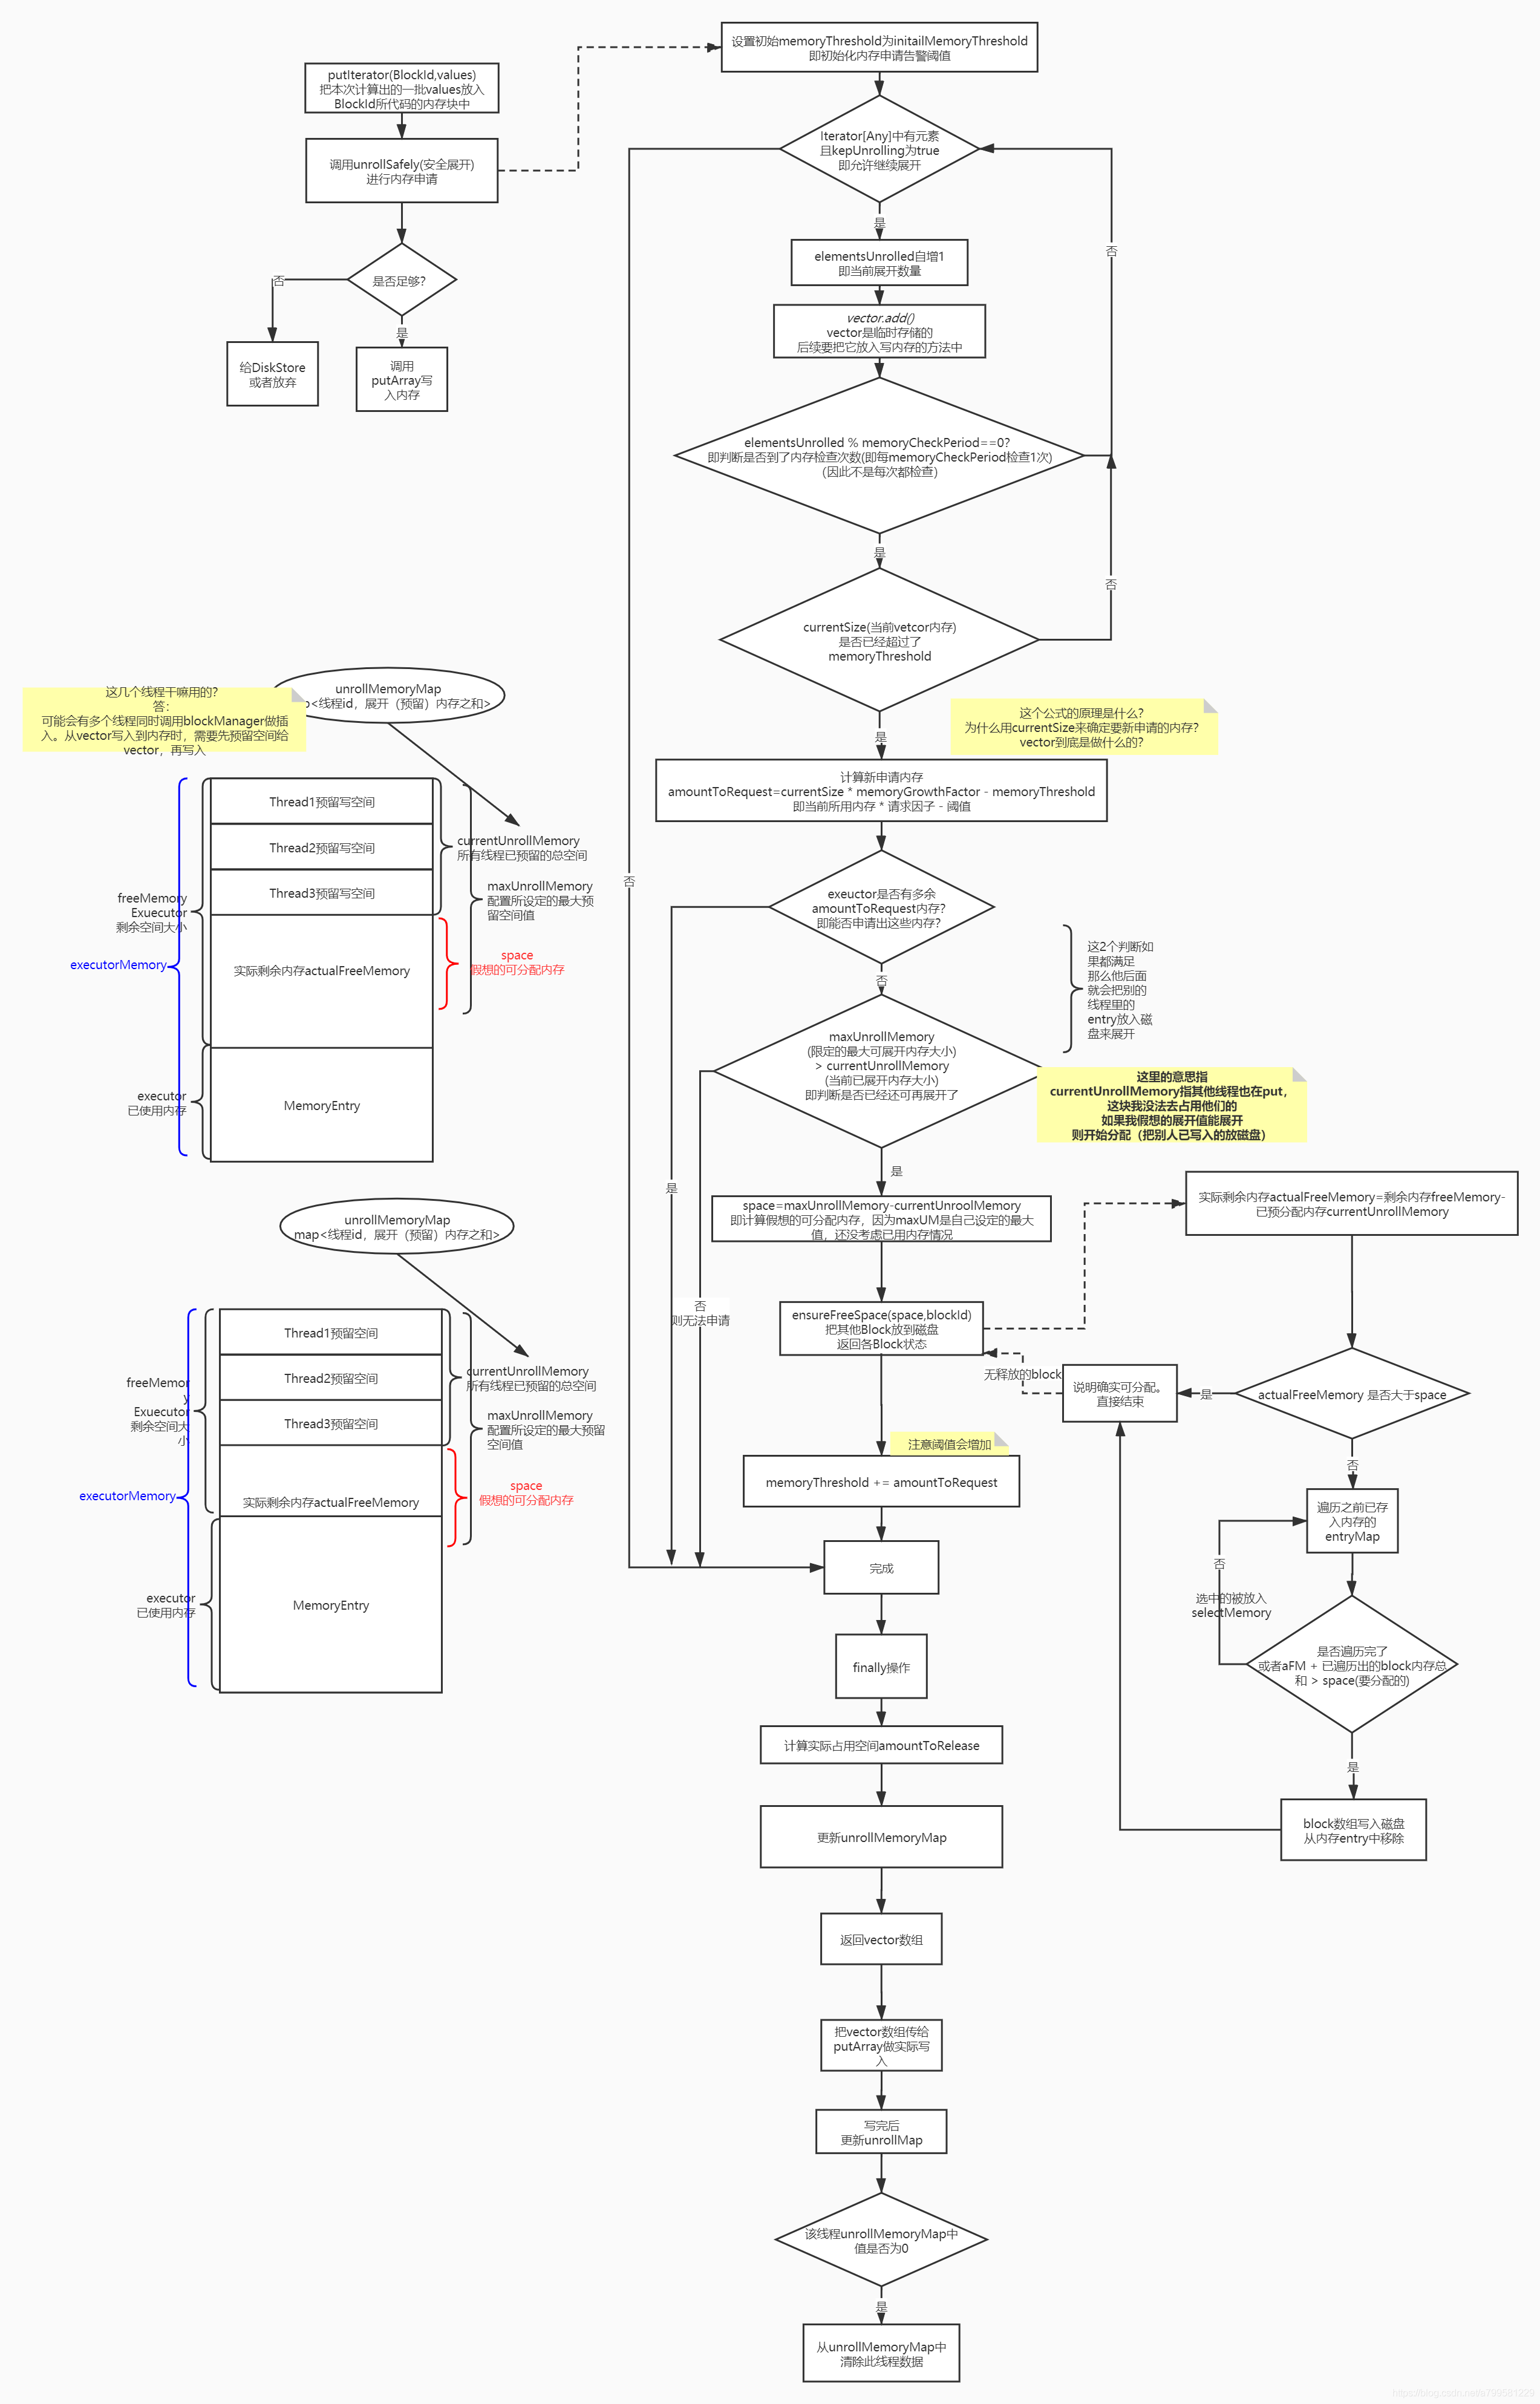 putIterator(BlockId,values)
把本次计算出的一批values放入
BlockId所代码的内存块中
调用unrollSafely(安全展开)
进行内存申请
是否足够?
否
是
给DiskStore
或者放弃
调用
putArray写
入内存
设置初始memoryThreshold为initailMemoryThreshold
即初始化内存申请告警阈值
Iterator[Any]中有元素
且kepUnrolling为true
即允许继续展开
是
否
elementsUnrolled自增1
即当前展开数量
vector.add()
vector是临时存储的
后续要把它放入写内存的方法中
elementsUnrolled % memoryCheckPeriod==0?
即判断是否到了内存检查次数(即每memoryCheckPeriod检查1次)
(因此不是每次都检查)
是
否
currentSize(当前vetcor内存)
是否已经超过了
memoryThreshold
是
这个公式的原理是什么?
为什么用currentSize来确定要新申请的内存?
vector到底是做什么的?
计算新申请内存
amountToRequest=currentSize * memoryGrowthFactor - memoryThreshold
即当前所用内存 * 请求因子 - 阈值
否
exeuctor是否有多余
amountToRequest内存?
即能否申请出这些内存?
否
这2个判断如
果都满足
那么他后面
就会把别的
线程里的
entry放入磁
盘来展开
maxUnrollMemory
(限定的最大可展开内存大小)
> currentUnrollMemory
(当前已展开内存大小)
即判断是否已经还可再展开了
这里的意思指
currentUnrollMemory指其他线程也在put，
这块我没法去占用他们的
如果我假想的展开值能展开
则开始分配（把别人已写入的放磁盘）
是
是
space=maxUnrollMemory-currentUnroolMemory
即计算假想的可分配内存，因为maxUM是自己设定的最大
值，还没考虑已用内存情况
否
则无法申请
ensureFreeSpace(space,blockId)
把其他Block放到磁盘
返回各Block状态
无释放的block
注意阈值会增加
memoryThreshold += amountToRequest
完成
finally操作
计算实际占用空间amountToRelease
更新unrollMemoryMap
返回vector数组
把vector数组传给
putArray做实际写
入
写完后
更新unrollMap
该线程unrollMemoryMap中
值是否为0
是
从unrollMemoryMap中
清除此线程数据
实际剩余内存actualFreeMemory=剩余内存freeMemory-
已预分配内存currentUnrollMemory
actualFreeMemory 是否大于space
是
说明确实可分配。
直接结束
否
遍历之前已存
入内存的
entryMap
否
选中的被放入
selectMemory
是否遍历完了
或者aFM + 已遍历出的block内存总
和 > space(要分配的)
是
block数组写入磁盘
从内存entry中移除
这几个线程干嘛用的?
答：
可能会有多个线程同时调用blockManager做插
入。从vector写入到内存时，需要先预留空间给
vector，再写入
unrollMemoryMap
p<线程id，展开（预留）内存之和>
Thread1预留写空间
Thread2预留写空间
Thread3预留写空间
currentUnrollMemory
所有线程已预留的总空间
maxUnrollMemory
配置所设定的最大预
留空间值
freeMemory
Exuecutor
剩余空间大小
executorMemory
实际剩余内存actualFreeMemory
space
假想的可分配内存
executor
已使用内存
MemoryEntry
unrollMemoryMap
map<线程id，展开（预留）内存之和>
Thread1预留空间
Thread2预留空间
Thread3预留空间
currentUnrollMemory
所有线程已预留的总空间
maxUnrollMemory
配置所设定的最大预留
空间值
freeMemor
y
Exuecutor
剩余空间大
小
executorMemory
实际剩余内存actualFreeMemory
space
假想的可分配内存
executor
已使用内存
MemoryEntry